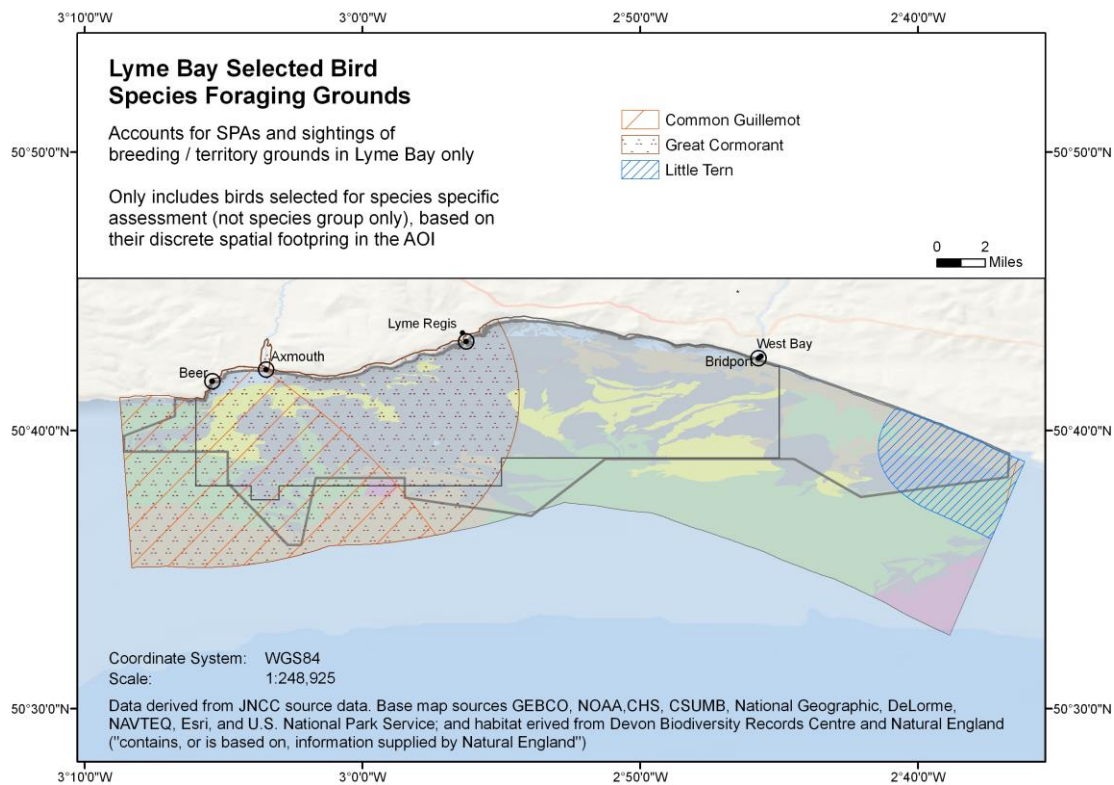 3°10'0"W 3°0'0"W 2°50'0"W 2°40'0"W
Lyme Bay Selected Bird
Species Foraging Grounds
Accounts for SPAs and sightings of
breeding / territory grounds in Lyme Bay only
Only includes birds selected for species specific
assessment (not species group only), based on
their discrete spatial footpring in the AOI
Common Guillemot
Great Cormorant
Little Tern
50°50'0"N 50°50'0"N
0 2
Miles
Lyme Regis
Axmouth
Beer
West Bay
Bridport
50°40'0"N 50°40'0"N
Coordinate System: WGS84
Scale: 1:248,925
Data derived from JNCC source data. Base map sources GEBCO, NOAA,CHS, CSUMB, National Geographic, DeLorme,
NAVTEQ, Esri, and U.S. National Park Service; and habitat erived from Devon Biodiversity Records Centre and Natural England
("contains, or is based on, information supplied by Natural England")
50°30'0"N 50°30'0"N
3°10'0"W 3°0'0"W 2°50'0"W 2°40'0"W